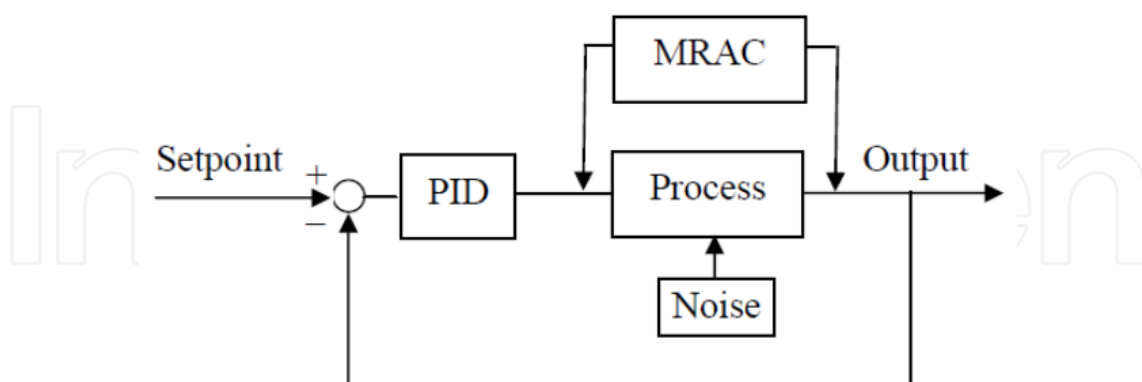 MRAC
Setpoint
+
−
PID
Process
Output
Noise